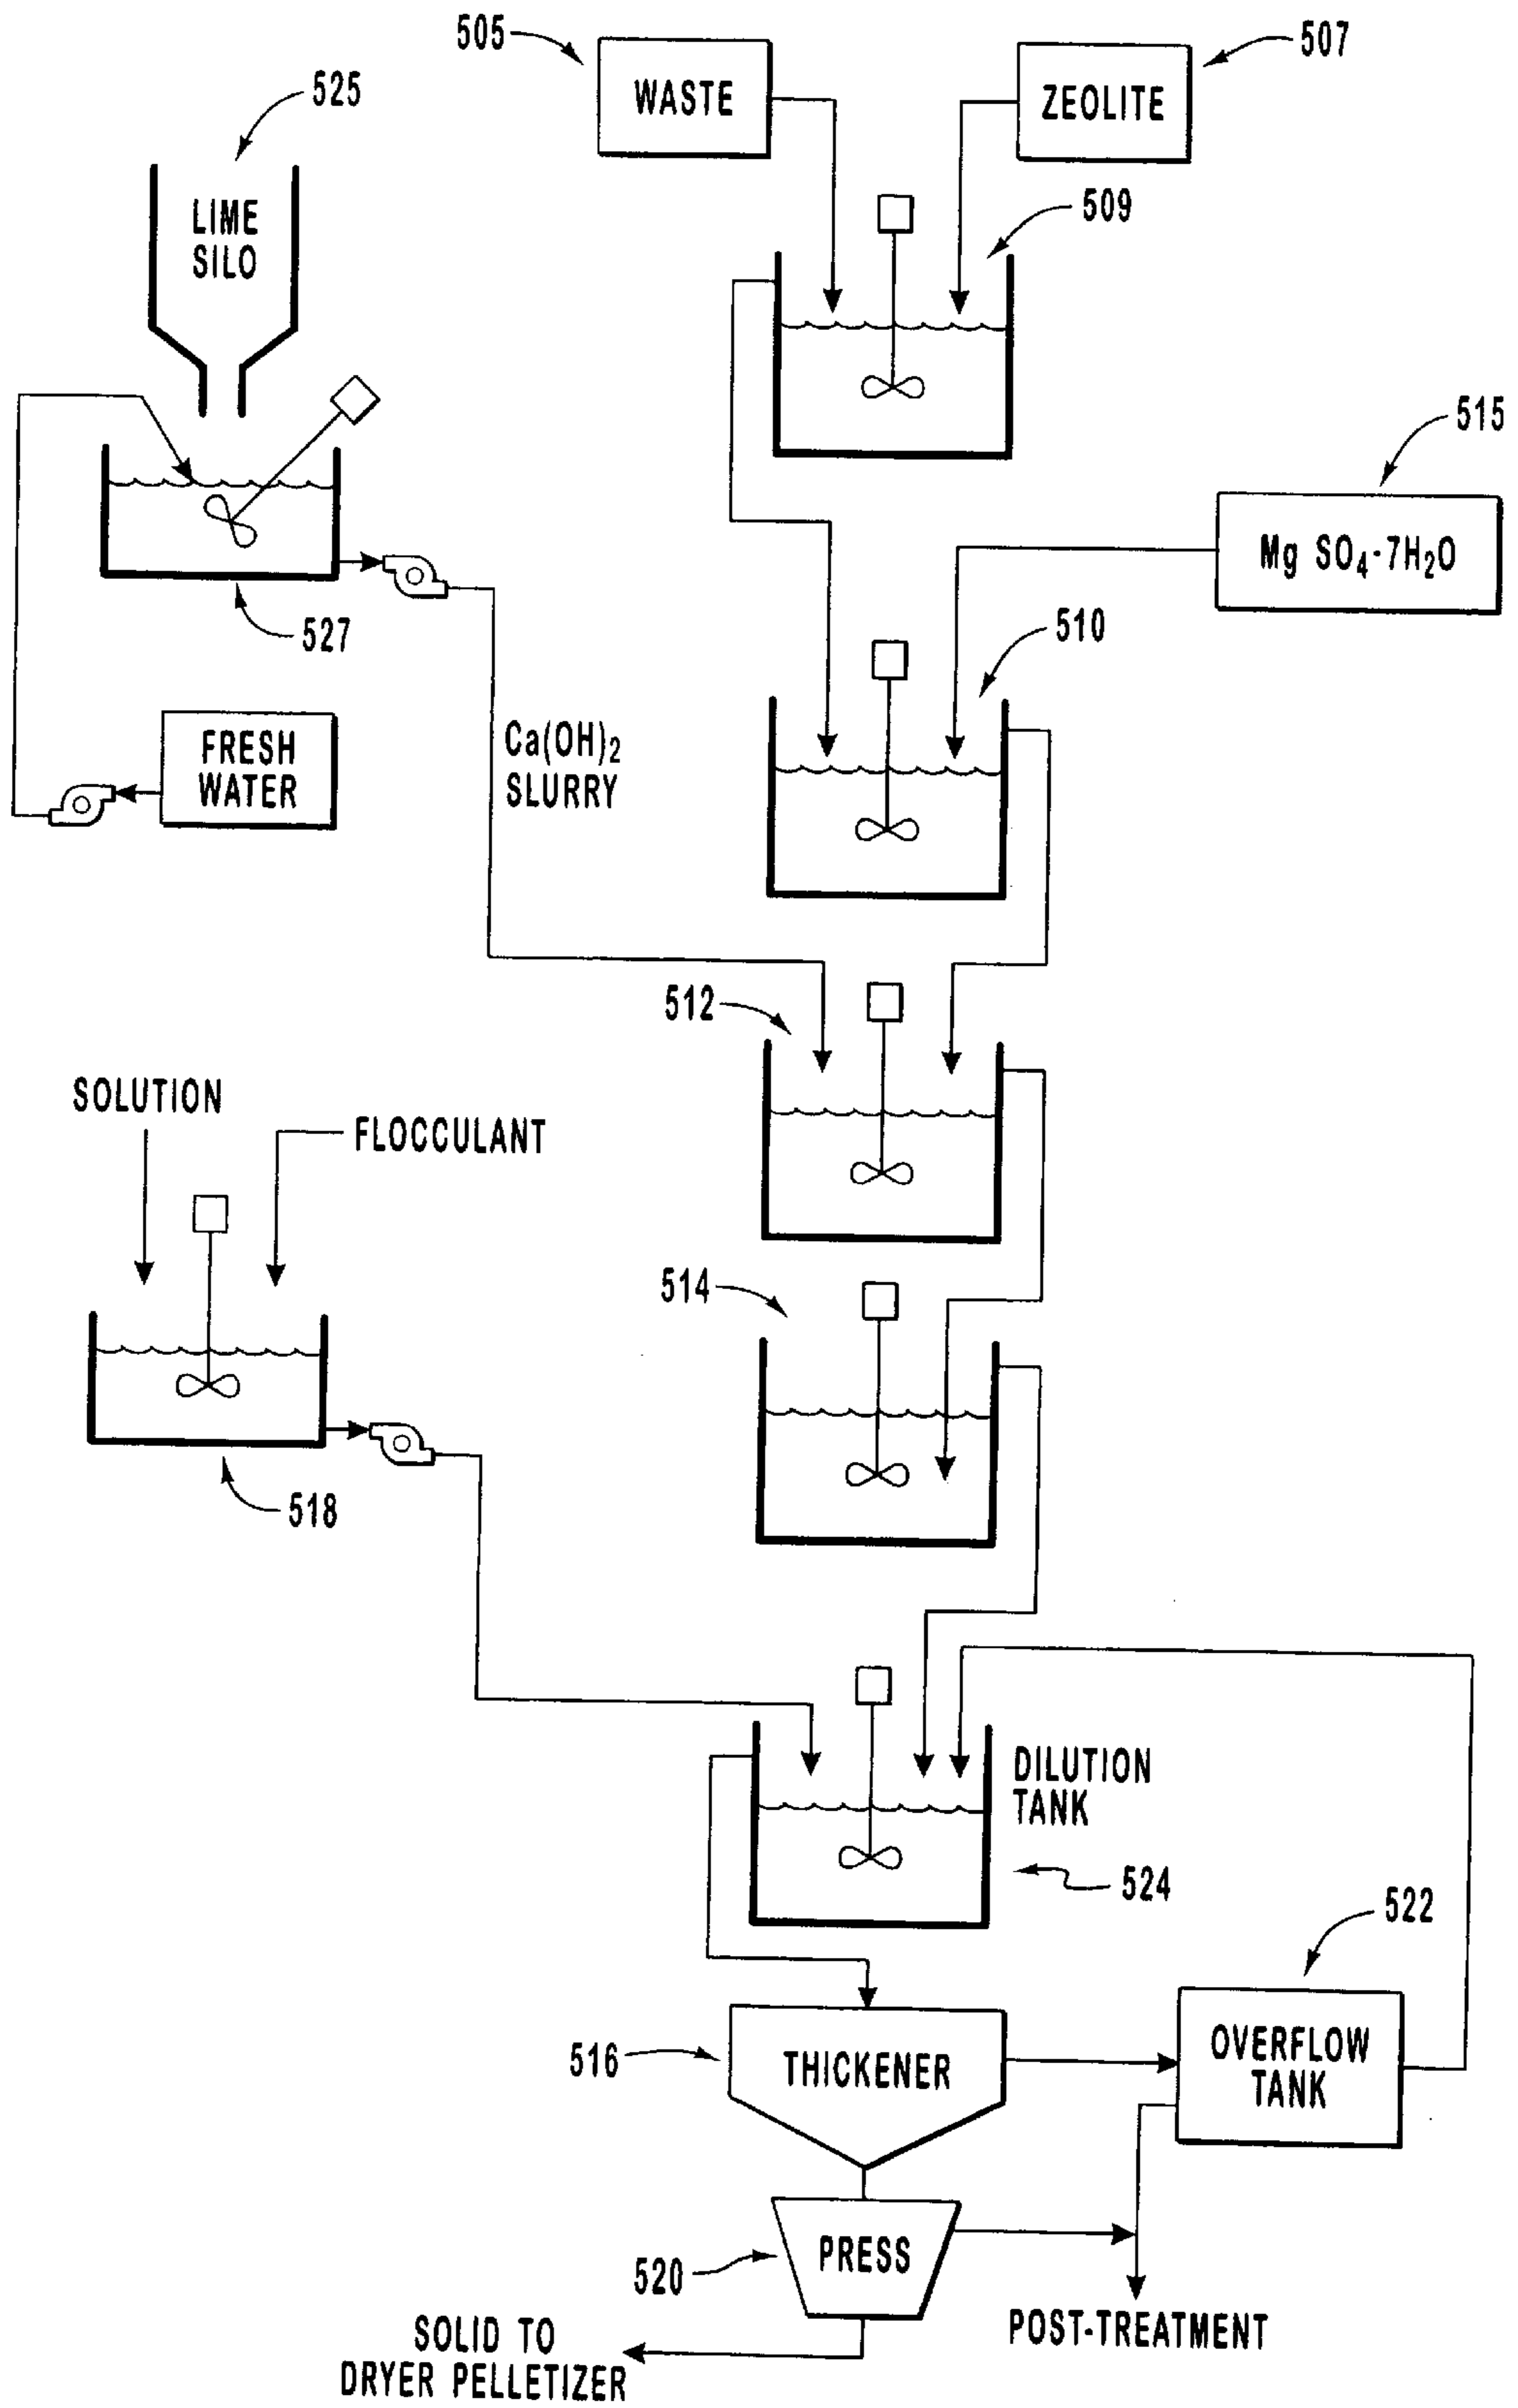 505
WASTE
ZEOLITE
507
525
LIME
SILO
509
515
Mg SO₄-7H₂O
527
510
FRESH
WATER
Ca(OH)₂
SLURRY
512
SOLUTION
FLOCCULANT
514
518
DILUTION
TANK
524
522
516
THICKENER
OVERFLOW
TANK
520
PRESS
POST-TREATMENT
SOLID TO
DRYER PELLETIZER